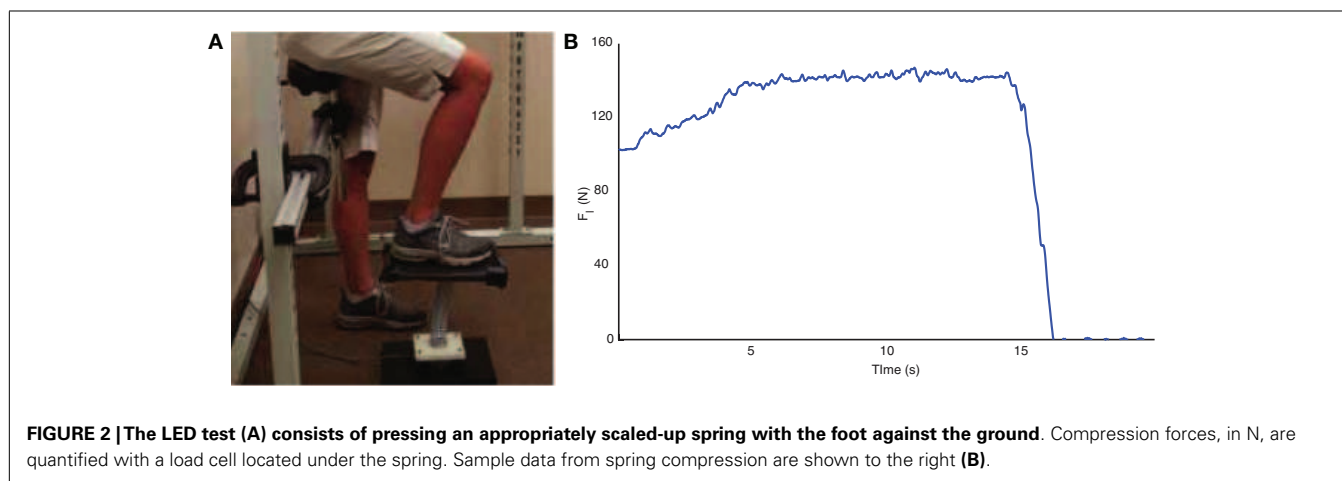 A
B
160
120
80
40
0
F_l (N)
5
10
15
TIme (s)
FIGURE 2 | The LED test (A) consists of pressing an appropriately scaled-up spring with the foot against the ground. Compression forces, in N, are
quantified with a load cell located under the spring. Sample data from spring compression are shown to the right (B).